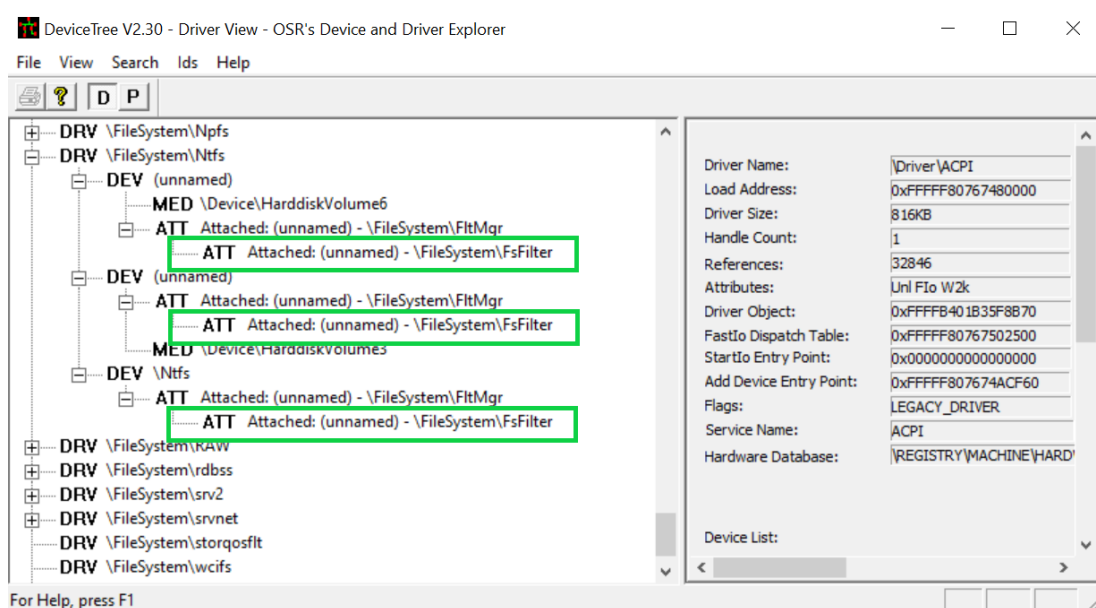 DeviceTree V2.30 - Driver View - OSR's Device and Driver Explorer
File View Search Ids Help
D P
DRV \FileSystem\Npfs
DRV \FileSystem\Ntfs
DEV (unnamed)
MED \Device\HarddiskVolume6
ATT Attached: (unnamed) - \FileSystem\FltMgr
ATT Attached: (unnamed) - \FileSystem\FsFilter
DEV (unnamed)
ATT Attached: (unnamed) - \FileSystem\FltMgr
ATT Attached: (unnamed) - \FileSystem\FsFilter
MED \Device\HarddiskVolume3
DEV \Ntfs
ATT Attached: (unnamed) - \FileSystem\FltMgr
ATT Attached: (unnamed) - \FileSystem\FsFilter
DRV \FileSystem\RAW
DRV \FileSystem\rdbss
DRV \FileSystem\srv2
DRV \FileSystem\srvnet
DRV \FileSystem\storqosflt
DRV \FileSystem\wcifs
Driver Name: \Driver\ACPI
Load Address: 0xFFFFF80767480000
Driver Size: 816KB
Handle Count: 1
References: 32846
Attributes: Unl FIo W2k
Driver Object: 0xFFFFB401B35F8B70
FastIo Dispatch Table: 0xFFFFF80767502500
StartIo Entry Point: 0x0000000000000000
Add Device Entry Point: 0xFFFFF807674ACF60
Flags: LEGACY_DRIVER
Service Name: ACPI
Hardware Database: \REGISTRY\MACHINE\HARD
Device List:
For Help, press F1